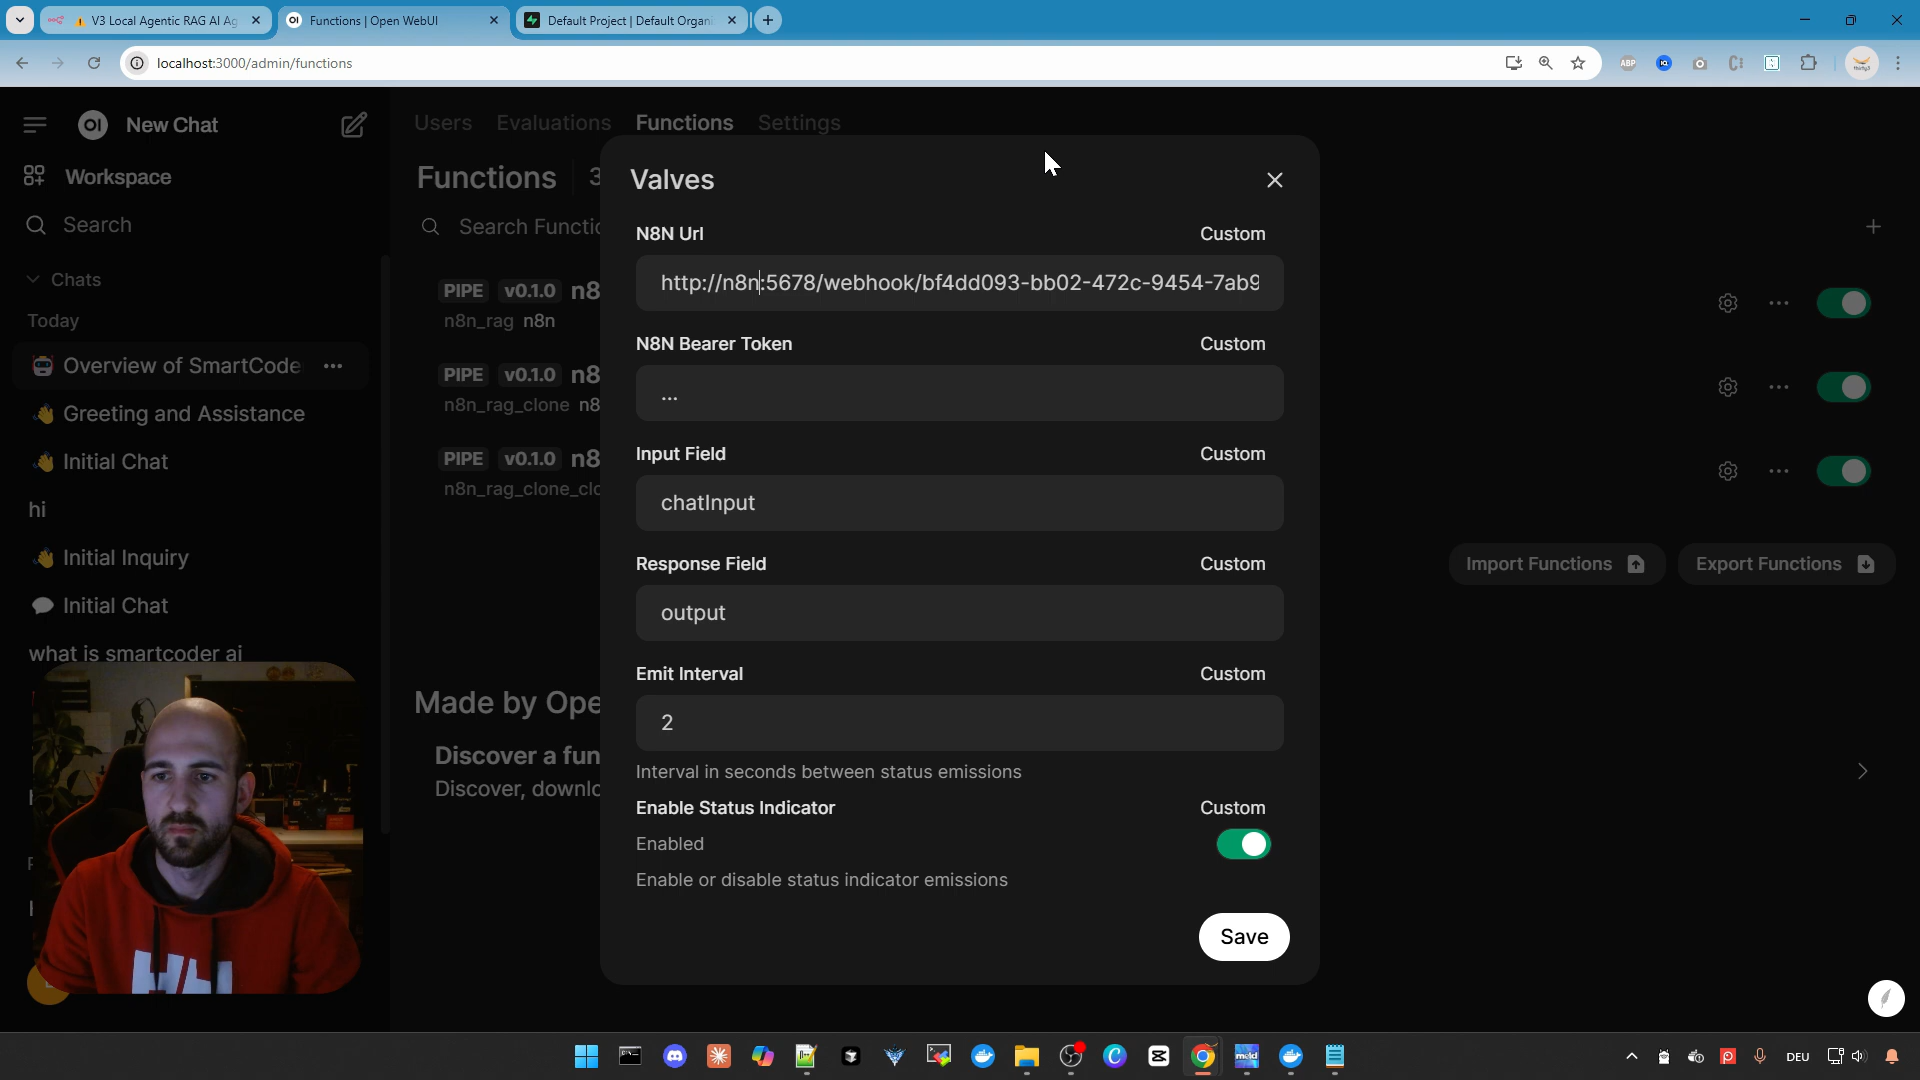 V3 Local Agentic RAG AI Ag
Functions | Open WebUI
Default Project | Default Organi
localhost:3000/admin/functions
ABP
New Chat
Users Evaluations Functions Settings
Workspace
Functions 3
Valves
Search
Search Functio
N8N Url Custom
http://n8n:5678/webhook/bf4dd093-bb02-472c-9454-7ab9
Chats
PIPE v0.1.0 n8
n8n_rag n8n
Today
N8N Bearer Token Custom
...
Overview of SmartCode
PIPE v0.1.0 n8
n8n_rag_clone n8
Greeting and Assistance
Input Field Custom
chatInput
Initial Chat
PIPE v0.1.0 n8
n8n_rag_clone_clo
hi
Response Field Custom
output
Initial Inquiry
Import Functions Export Functions
Initial Chat
what is smartcoder ai
Emit Interval Custom
2
Interval in seconds between status emissions
Made by Ope
Discover a fun
Discover, downlo
Enable Status Indicator Custom
Enabled
Enable or disable status indicator emissions
Save
DEU